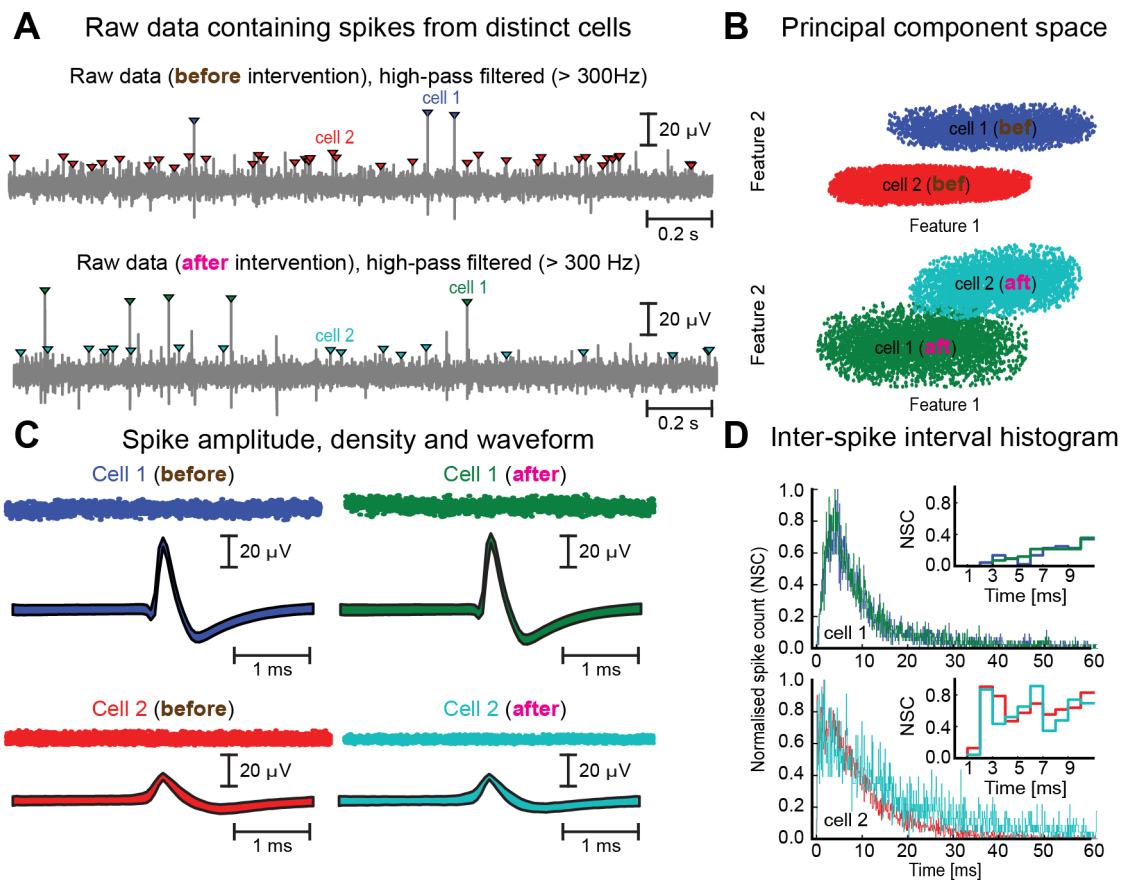 A Raw data containing spikes from distinct cells
Raw data (before intervention), high-pass filtered (> 300Hz)
cell 1
cell 2
20 µV
0.2 s
Raw data (after intervention), high-pass filtered (> 300 Hz)
cell 1
cell 2
20 µV
0.2 s
B Principal component space
Feature 2
cell 1 (bef)
cell 2 (bef)
Feature 1
Feature 2
cell 2 (aft)
cell 1 (aft)
Feature 1
C Spike amplitude, density and waveform
Cell 1 (before)
20 µV
1 ms
Cell 1 (after)
20 µV
1 ms
Cell 2 (before)
20 µV
1 ms
Cell 2 (after)
20 µV
1 ms
D Inter-spike interval histogram
Normalised spike count (NSC)
1.0
0.8
0.6
0.4
0.2
0.0
cell 1
0 10 20 30 40 50 60
NSC
0.8
0.4
0.0
1 3 5 7 9
Time [ms]
1.0
0.8
0.6
0.4
0.2
0.0
cell 2
0 10 20 30 40 50 60
Time [ms]
NSC
0.8
0.4
0.0
1 3 5 7 9
Time [ms]